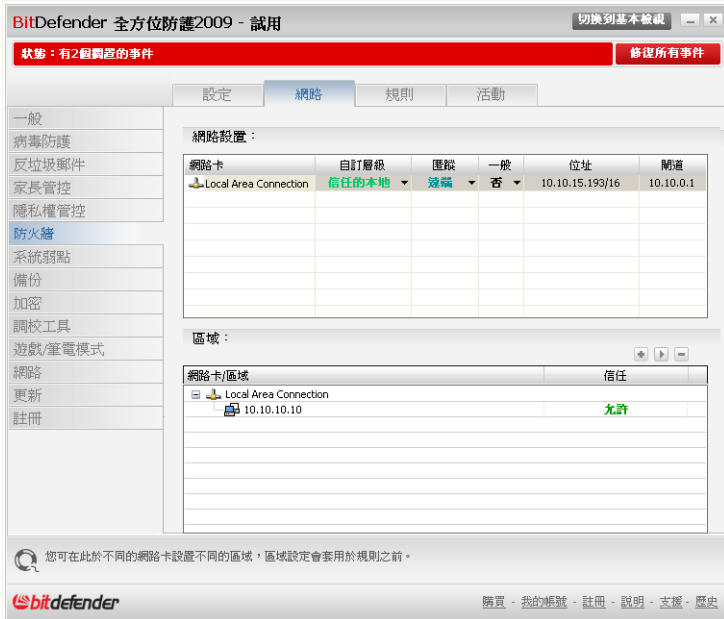 BitDefender 全方位防護2009 - 試用
切換到基本檢視
狀態：有2個擱置的事件
修復所有事件
設定
網路
規則
活動
一般
病毒防護
反垃圾郵件
家長管控
隱私權管控
防火牆
系統弱點
備份
加密
調校工具
遊戲/筆電模式
網路
更新
註冊
網路設置：
網路卡 自訂層級 匿蹤 一般 位址 閘道
Local Area Connection 信任的本地 遠端 否 10.10.15.193/16 10.10.0.1
區域：
網路卡/區域 信任
Local Area Connection
10.10.10.10 允許
您可在此於不同的網路卡設置不同的區域，區域設定會套用於規則之前。
bitdefender
購買 - 我的帳號 - 註冊 - 說明 - 支援 - 歷史